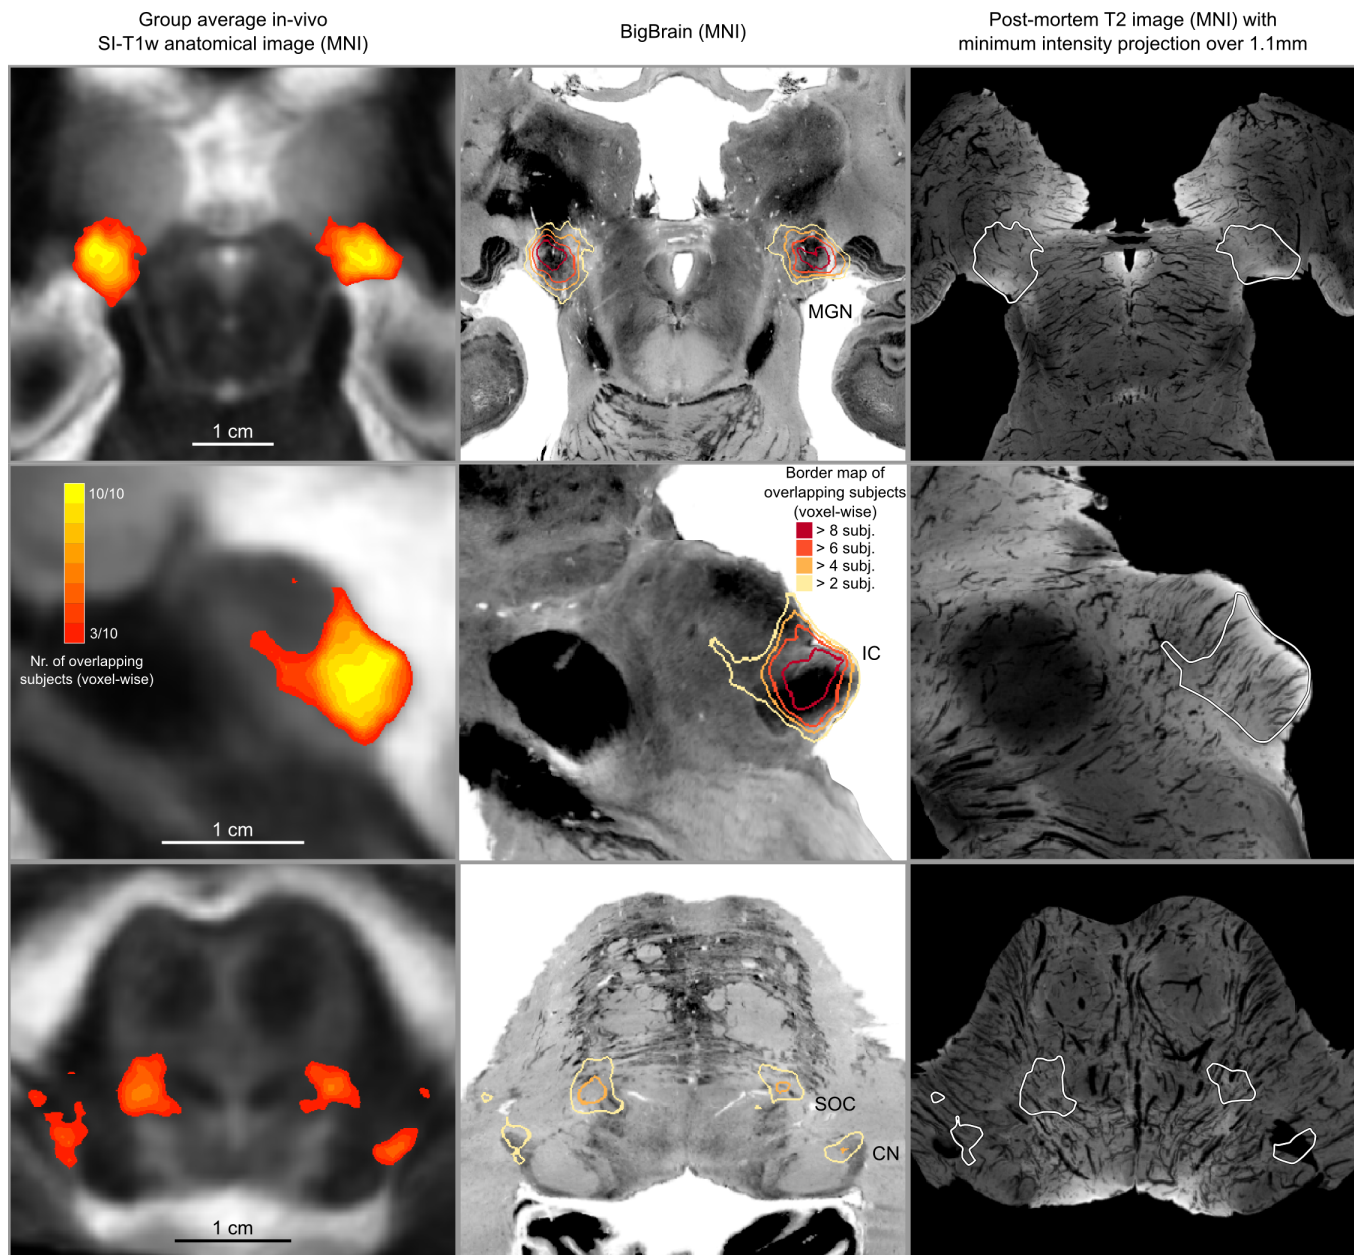 Group average in-vivo
SI-T1w anatomical image (MNI)
BigBrain (MNI)
Post-mortem T2 image (MNI) with
minimum intensity projection over 1.1mm
MGN
1 cm
10/10
3/10
Nr. of overlapping
subjects (voxel-wise)
1 cm
Border map of
overlapping subjects
(voxel-wise)
> 8 subj.
> 6 subj.
> 4 subj.
> 2 subj.
IC
SOC
CN
1 cm